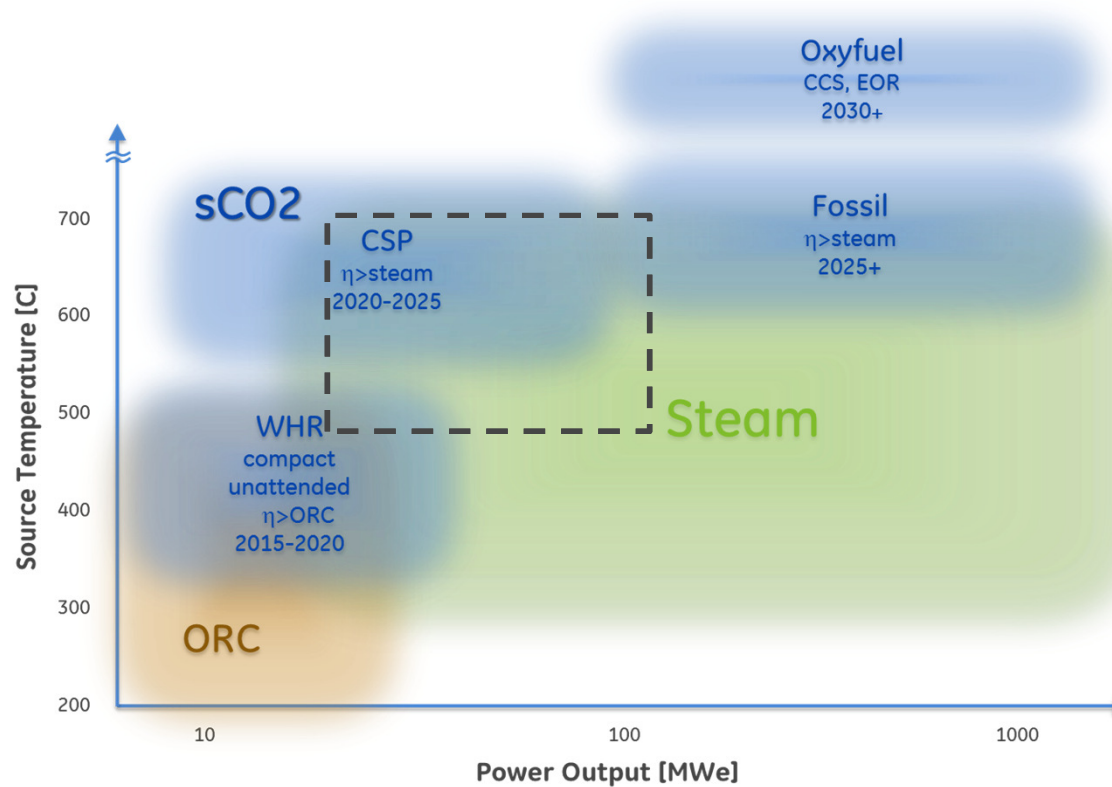 Oxyfuel
CCS, EOR
2030+
sCO2
700
CSP
η>steam
2020-2025
Fossil
η>steam
2025+
600
Source Temperature [C]
500
WHR
compact
unattended
η>ORC
2015-2020
Steam
400
300
ORC
200
10
100
1000
Power Output [MWe]